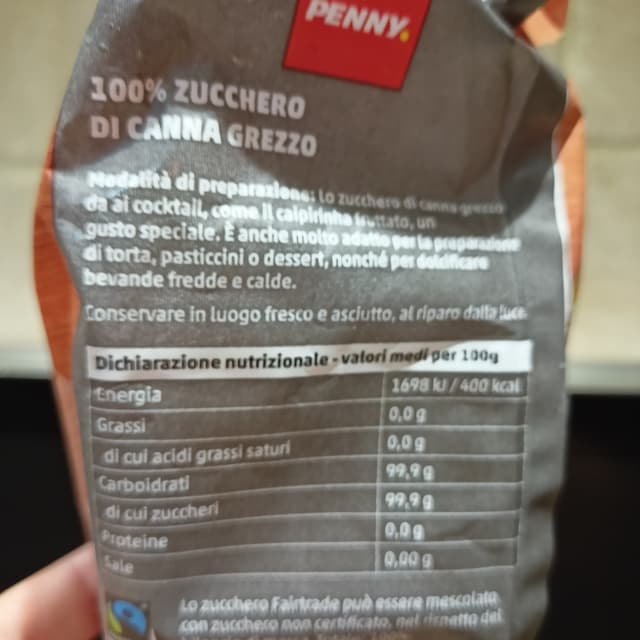 PENNY.
100% ZUCCHERO
DI CANNA GREZZO
Modalità di preparazione: Lo zucchero di canna grezzo
da ai cocktail, come il caipirinha fruttato, un
gusto speciale. È anche molto adatto per la preparazione
di torta, pasticcini o dessert, nonché per dolcificare
bevande fredde e calde.
Conservare in luogo fresco e asciutto, al riparo dalla luce.
Dichiarazione nutrizionale - valori medi per 100g
Energia 1698 kJ / 400 kcal
Grassi 0,0 g
di cui acidi grassi saturi 0,0 g
Carboidrati 99,9 g
di cui zuccheri 99,9 g
Proteine 0,0 g
Sale 0,00 g
Lo zucchero Fairtrade può essere mescolato
con zucchero non certificato, nel rispetto del